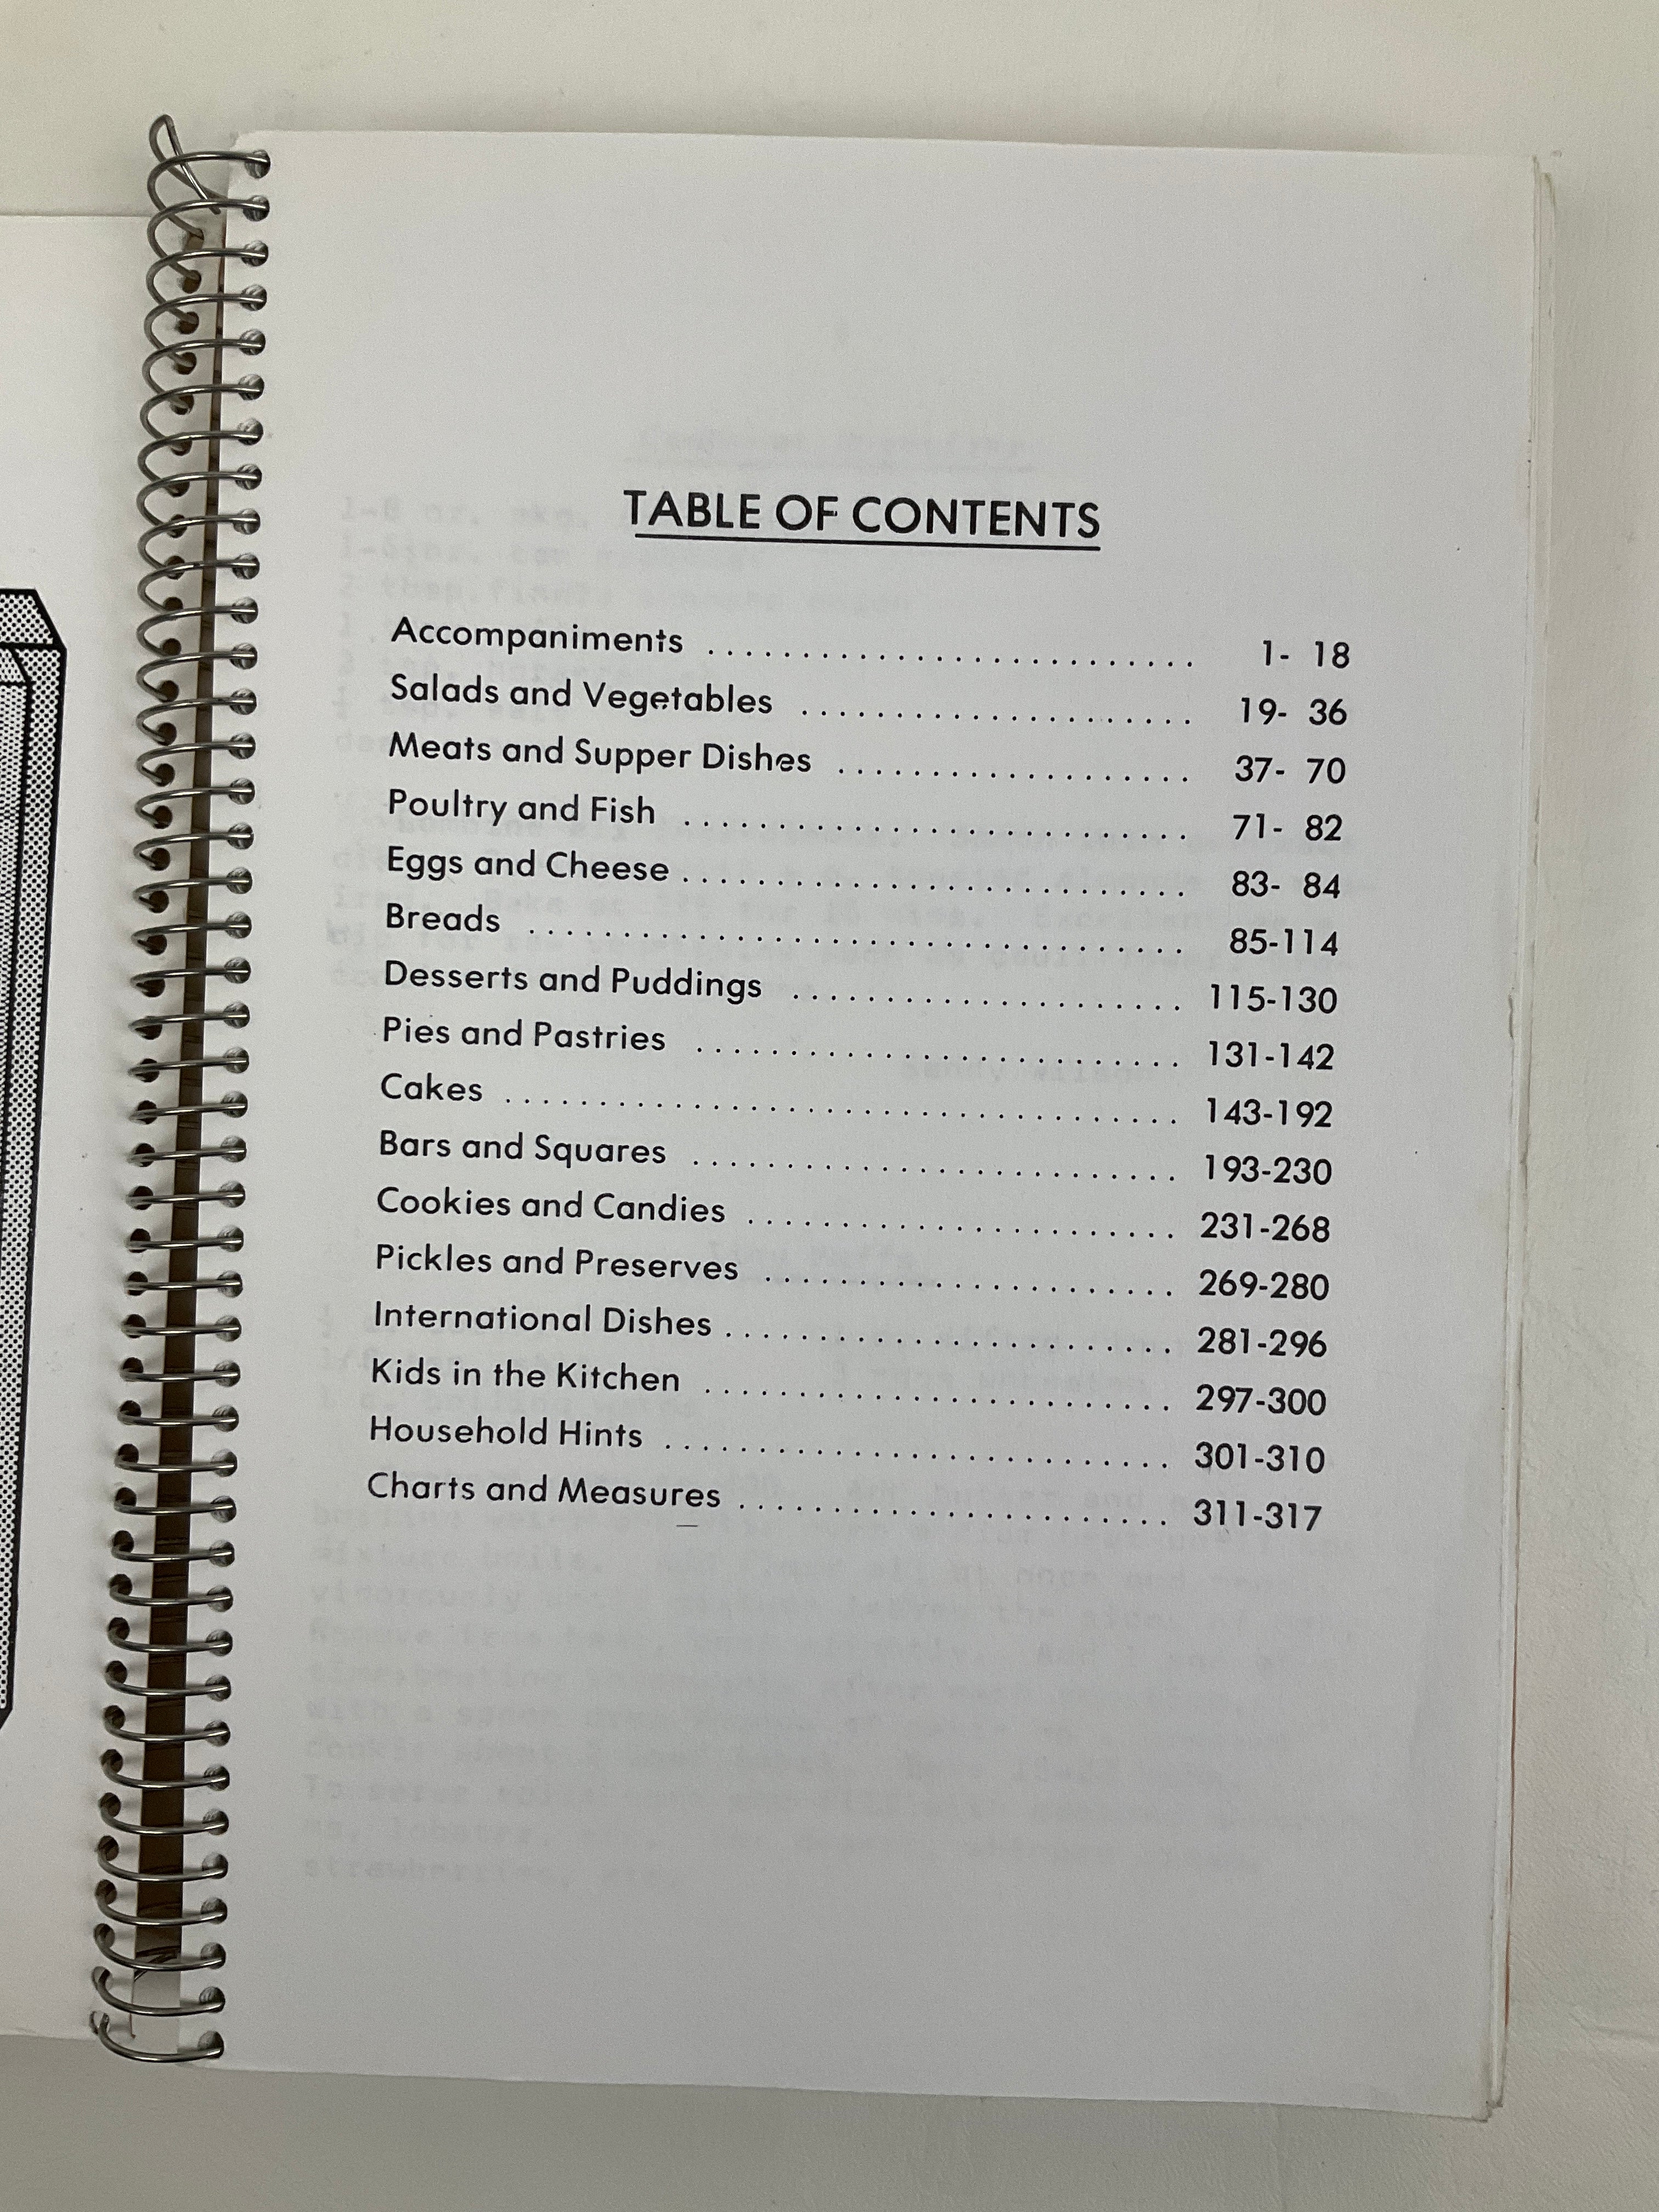 TABLE OF CONTENTS
Accompaniments .......................... 1- 18
Salads and Vegetables ..................... 19- 36
Meats and Supper Dishes ................... 37- 70
Poultry and Fish ........................... 71- 82
Eggs and Cheese ........................... 83- 84
Breads ................................... 85-114
Desserts and Puddings ..................... 115-130
Pies and Pastries .......................... 131-142
Cakes .................................... 143-192
Bars and Squares .......................... 193-230
Cookies and Candies ....................... 231-268
Pickles and Preserves ...................... 269-280
International Dishes ........................ 281-296
Kids in the Kitchen ......................... 297-300
Household Hints ........................... 301-310
Charts and Measures ....................... 311-317